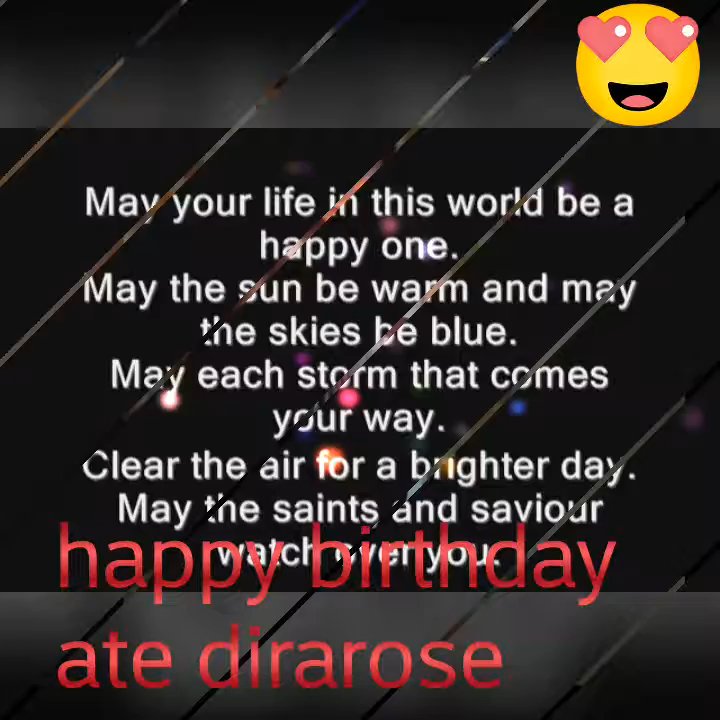 May your life in this world be a
happy one.
May the sun be warm and may
the skies be blue.
May each storm that comes
your way.
Clear the air for a brighter day.
May the saints and saviour
watch over you.
happy birthday
ate dirarose